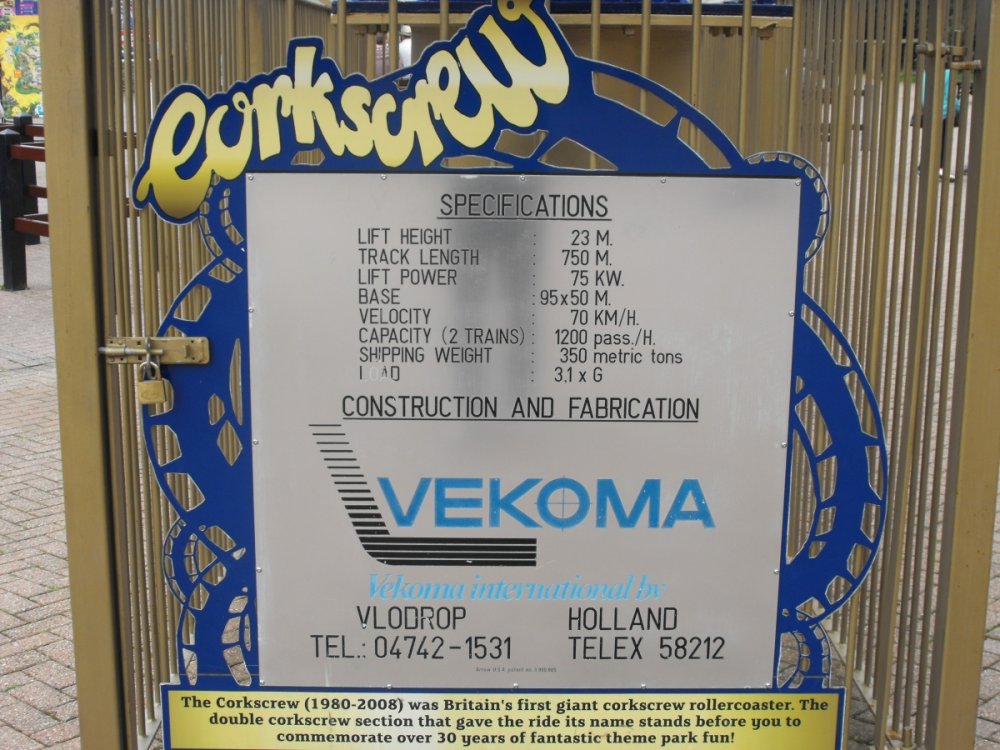 Corkscrew
SPECIFICATIONS
LIFT HEIGHT : 23 M.
TRACK LENGTH : 750 M.
LIFT POWER : 75 KW.
BASE : 95x50 M.
VELOCITY : 70 KM/H.
CAPACITY (2 TRAINS) : 1200 pass./H.
SHIPPING WEIGHT : 350 metric tons
LOAD : 3,1 x G
CONSTRUCTION AND FABRICATION
VEKOMA
Vekoma international bv
VLODROP HOLLAND
TEL.: 04742-1531 TELEX 58212
The Corkscrew (1980-2008) was Britain's first giant corkscrew rollercoaster. The
double corkscrew section that gave the ride its name stands before you to
commemorate over 30 years of fantastic theme park fun!